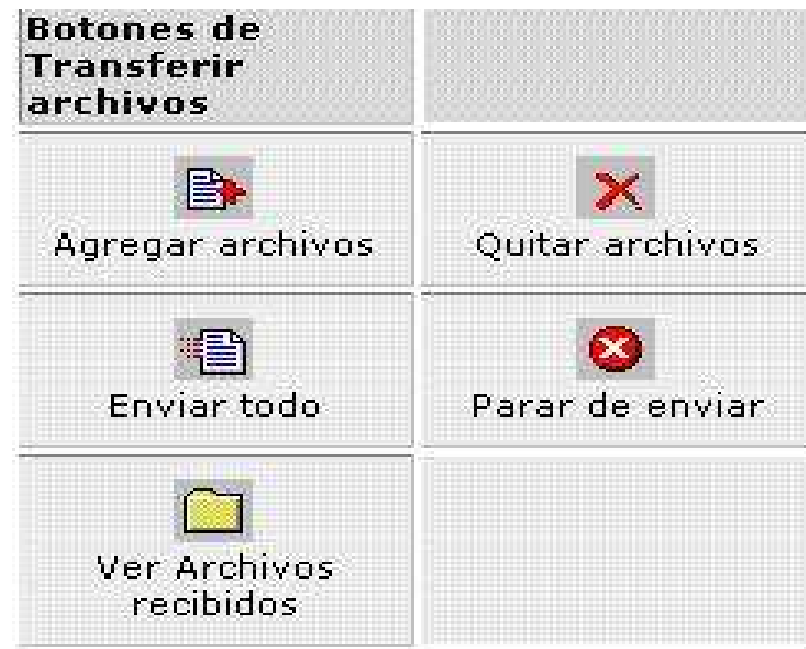 Botones de
Transferir
archivos
Agregar archivos
Quitar archivos
Enviar todo
Parar de enviar
Ver Archivos
recibidos